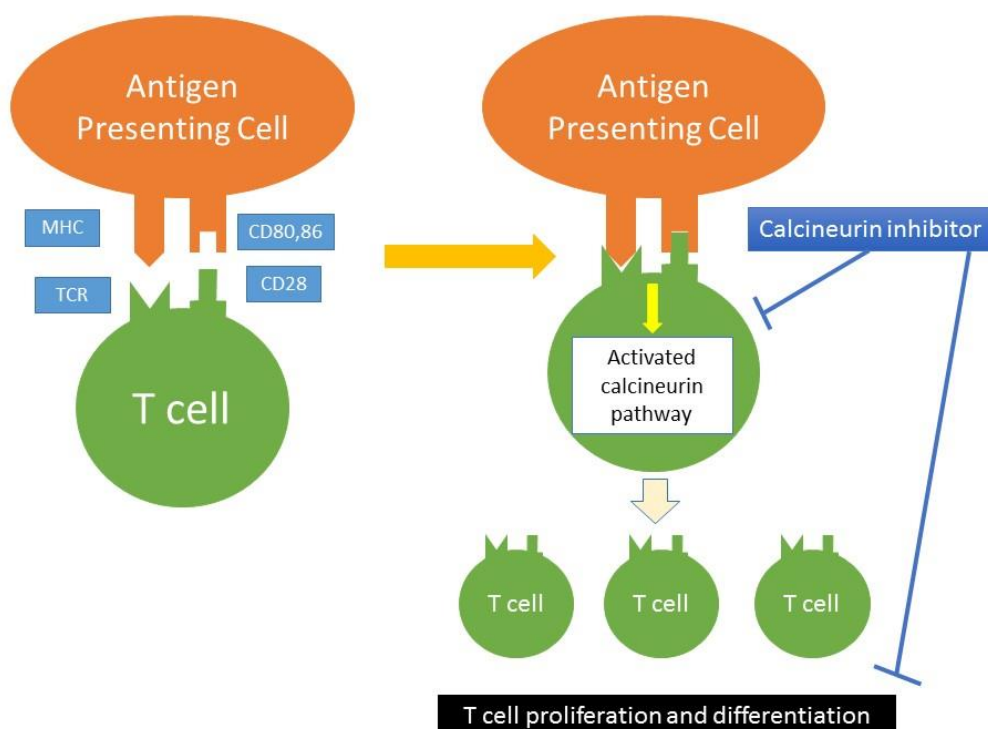 Antigen
Presenting Cell
MHC
CD80,86
TCR
CD28
T cell
Antigen
Presenting Cell
Calcineurin inhibitor
Activated
calcineurin
pathway
T cell
T cell
T cell
T cell proliferation and differentiation